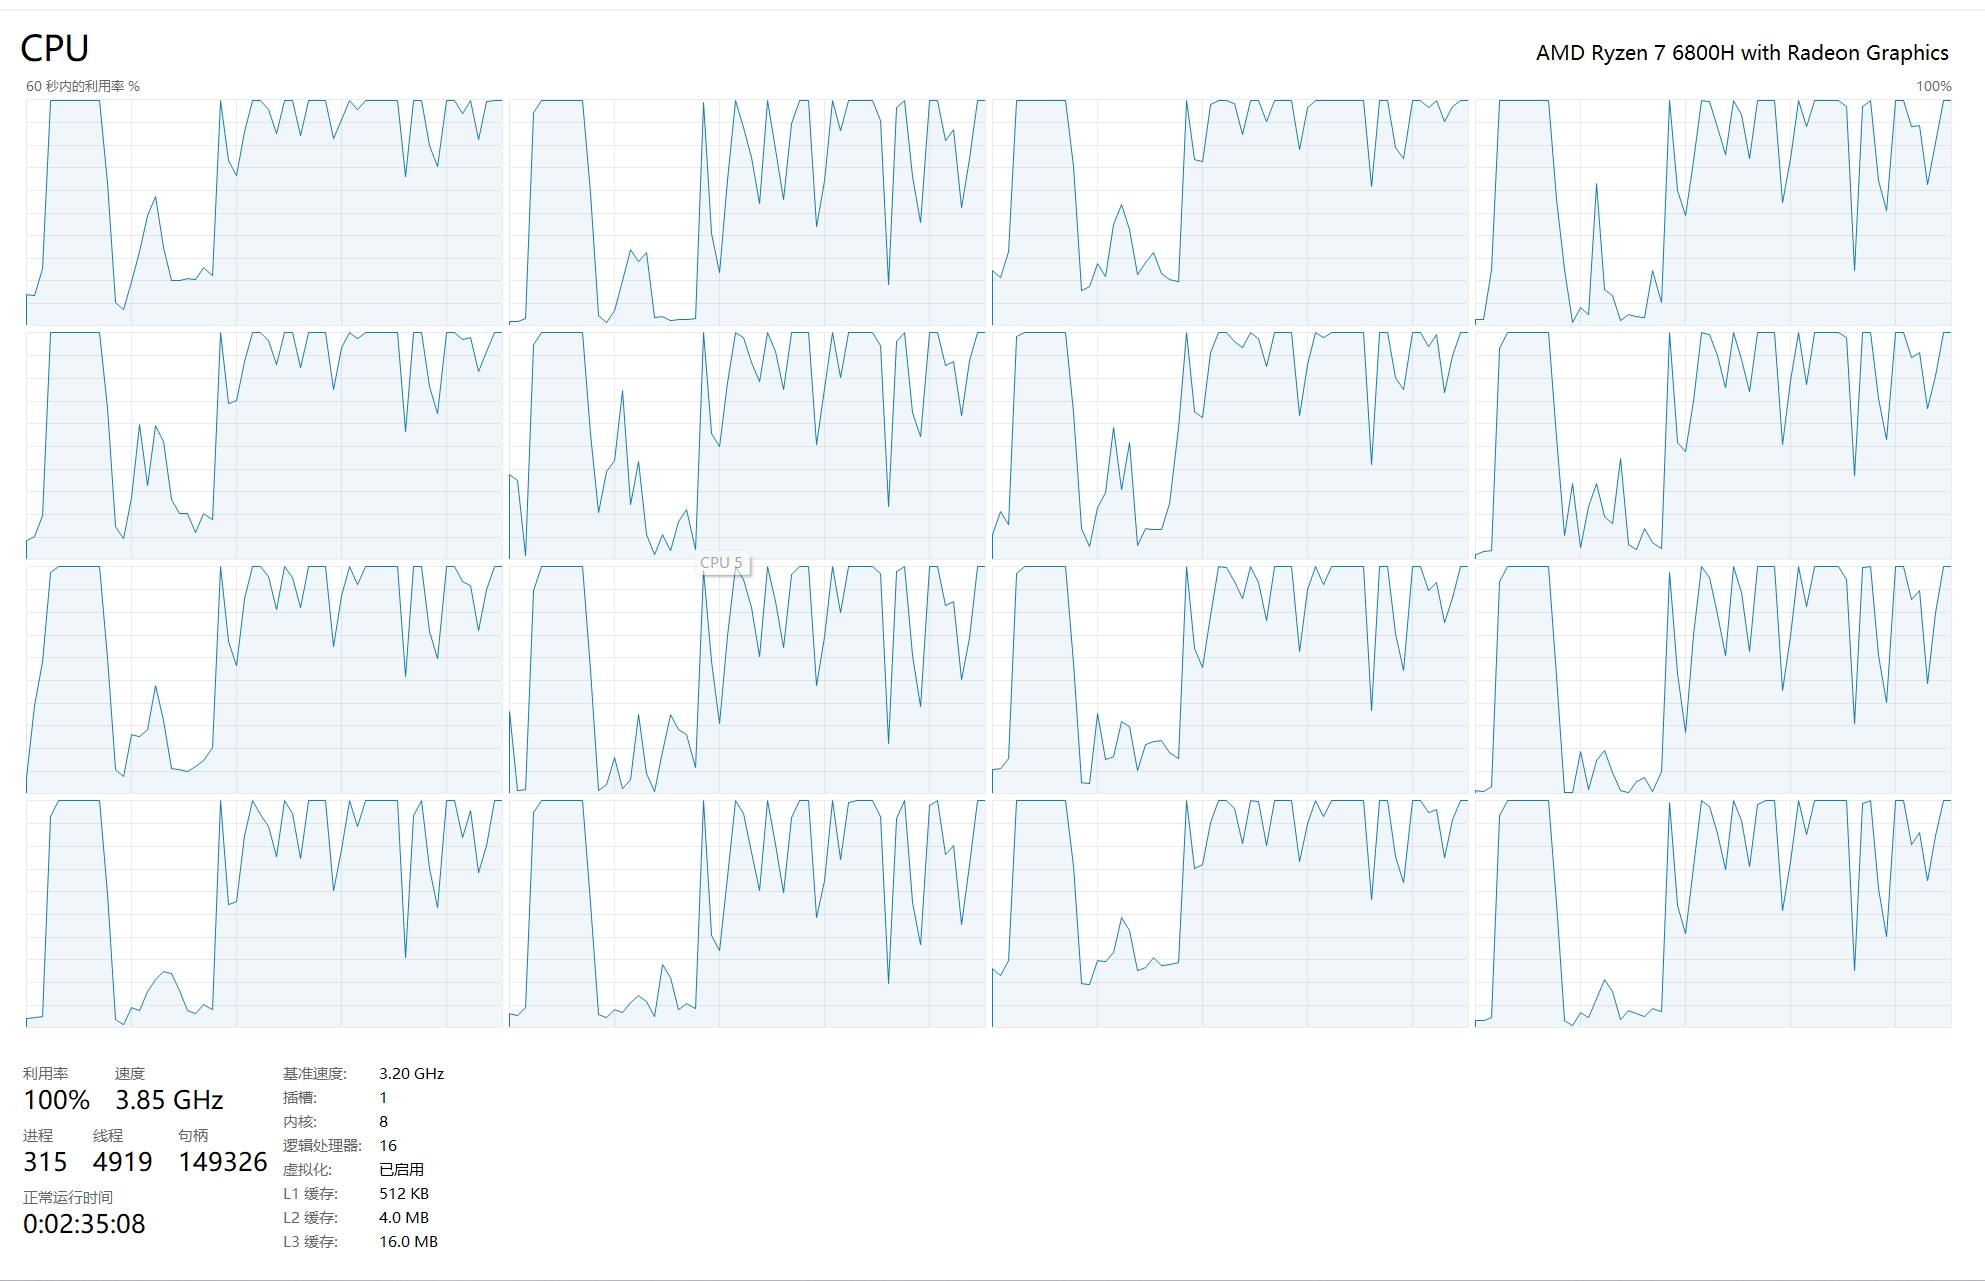 CPU
AMD Ryzen 7 6800H with Radeon Graphics
60 秒内的利用率 %
100%
CPU 5
利用率 速度
100% 3.85 GHz
进程 线程 句柄
315 4919 149326
正常运行时间
0:02:35:08
基准速度: 3.20 GHz
插槽: 1
内核: 8
逻辑处理器: 16
虚拟化: 已启用
L1 缓存: 512 KB
L2 缓存: 4.0 MB
L3 缓存: 16.0 MB